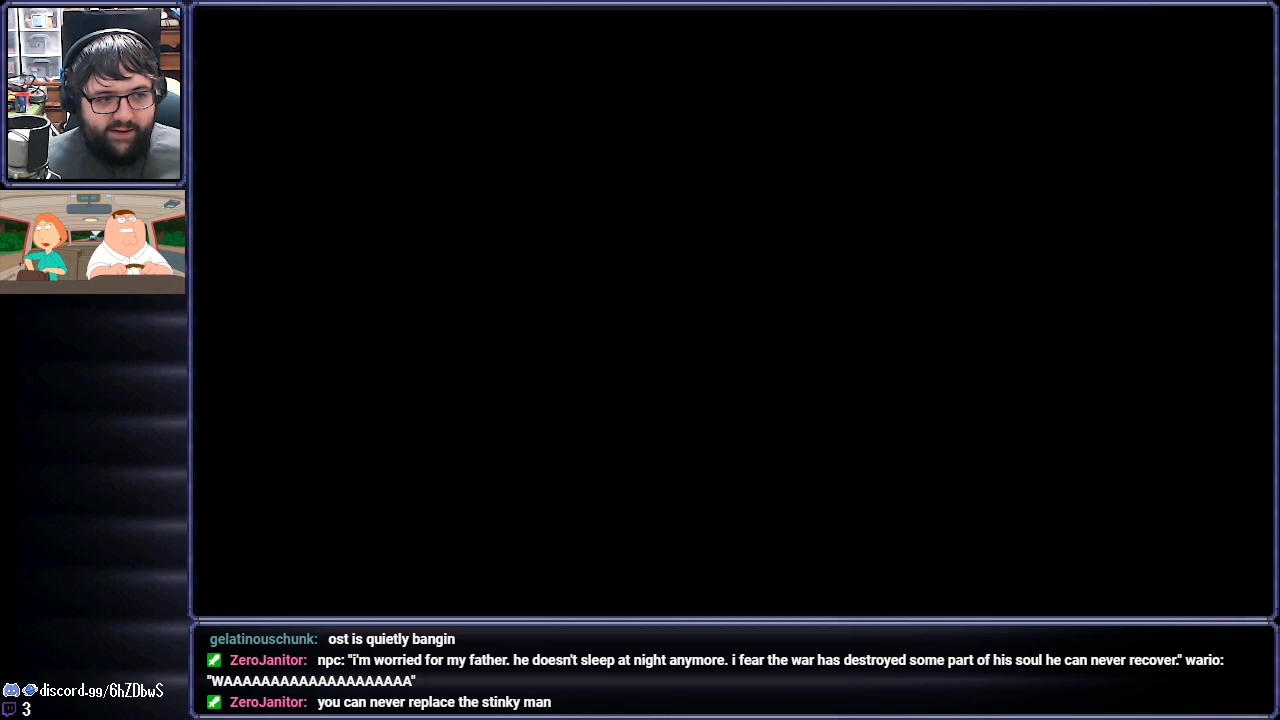 gelatinouschunk: ost is quietly bangin
ZeroJanitor: npc: "i'm worried for my father. he doesn't sleep at night anymore. i fear the war has destroyed some part of his soul he can never recover." wario:
"WAAAAAAAAAAAAAAAAAAAA"
ZeroJanitor: you can never replace the stinky man
discord.gg/6hZDbwS
3